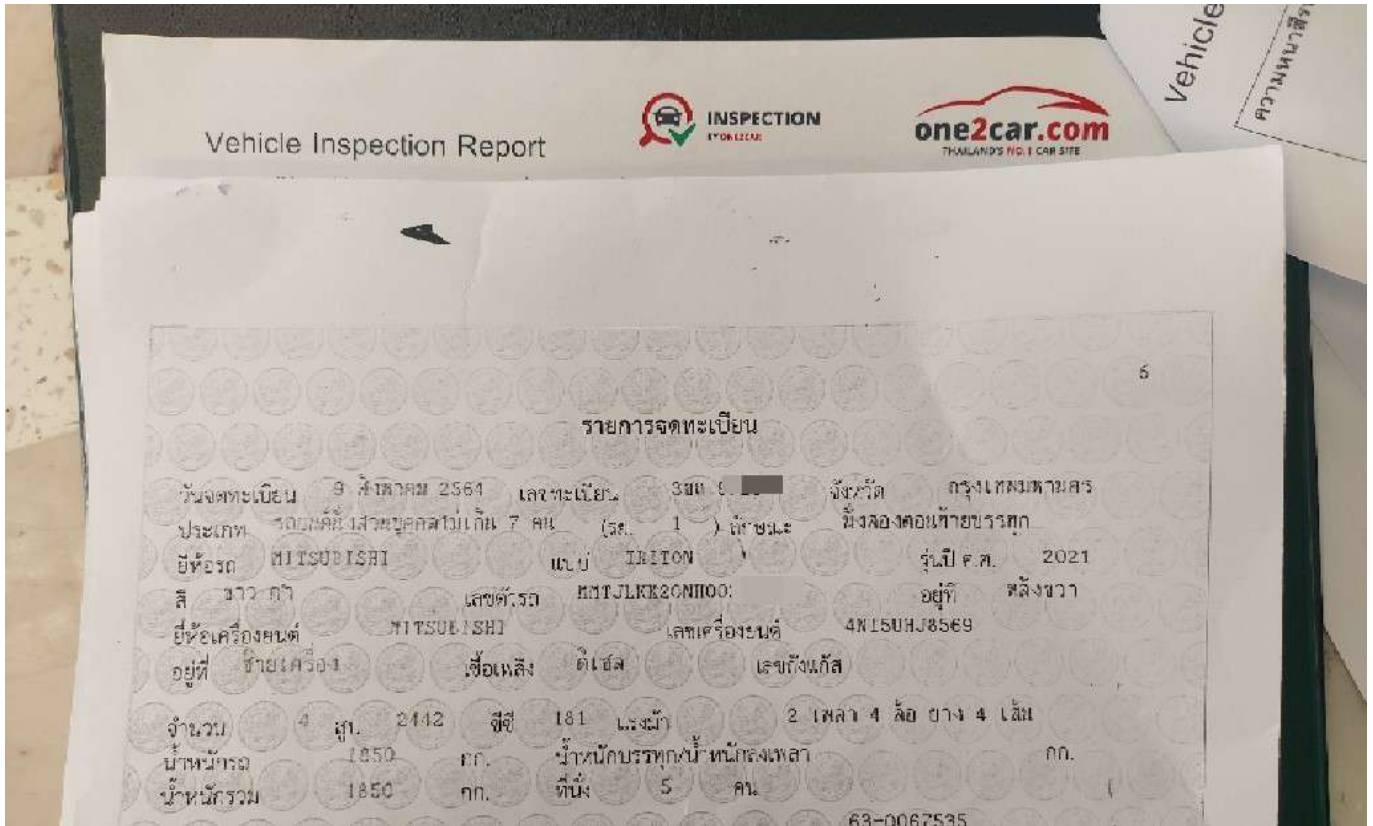 Vehicle
ความหนาสีรถ
Vehicle Inspection Report
INSPECTION
BY ONE2CAR
one2car.com
THAILAND'S NO.1 CAR SITE
6
รายการจดทะเบียน
วันจดทะเบียน 9 สิงหาคม 2564 เลขทะเบียน จังหวัด กรุงเทพมหานคร
ประเภท รถยนต์นั่งส่วนบุคคลไม่เกิน 7 คน (รย. 1 ) ลักษณะ นั่งสองตอนท้ายบรรทุก
ยี่ห้อรถ MITSUBISHI แบบ TRITON รุ่นปี ค.ศ. 2021
สี ขาว ดำ เลขตัวรถ อยู่ที่ หลังขวา
ยี่ห้อเครื่องยนต์ MITSUBISHI เลขเครื่องยนต์ 4N15UHJ8569
อยู่ที่ ซ้ายเครื่อง เชื้อเพลิง ดีเซล เลขถังแก๊ส
จำนวน 4 สูบ 2442 ซีซี 181 แรงม้า 2 เพลา 4 ล้อ ยาง 4 เส้น
น้ำหนักรถ 1850 กก. น้ำหนักบรรทุก/น้ำหนักลงเพลา กก.
น้ำหนักรวม 1850 กก. ที่นั่ง 5 คน
63-0067535